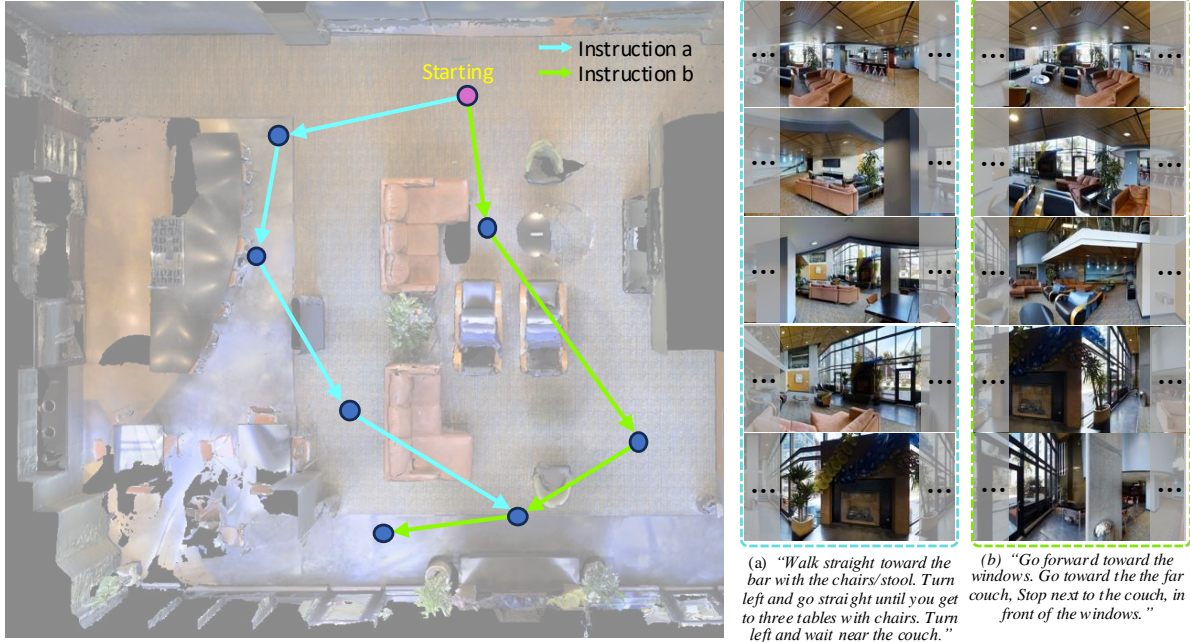 Instruction a
Instruction b
Starting
(a) “Walk straight toward the
bar with the chairs/stool. Turn
left and go straight until you get
to three tables with chairs. Turn
left and wait near the couch.”
(b) “Go forward toward the
windows. Go toward the the far
couch, Stop next to the couch, in
front of the windows.”